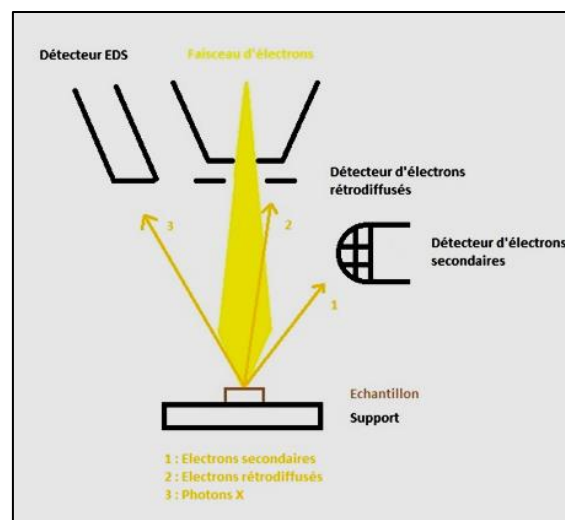 Détecteur EDS
Faisceau d'électrons
Détecteur d'électrons
rétrodiffusés
Détecteur d'électrons
secondaires
3
2
1
Echantillon
Support
1 : Electrons secondaires
2 : Electrons rétrodiffusés
3 : Photons X